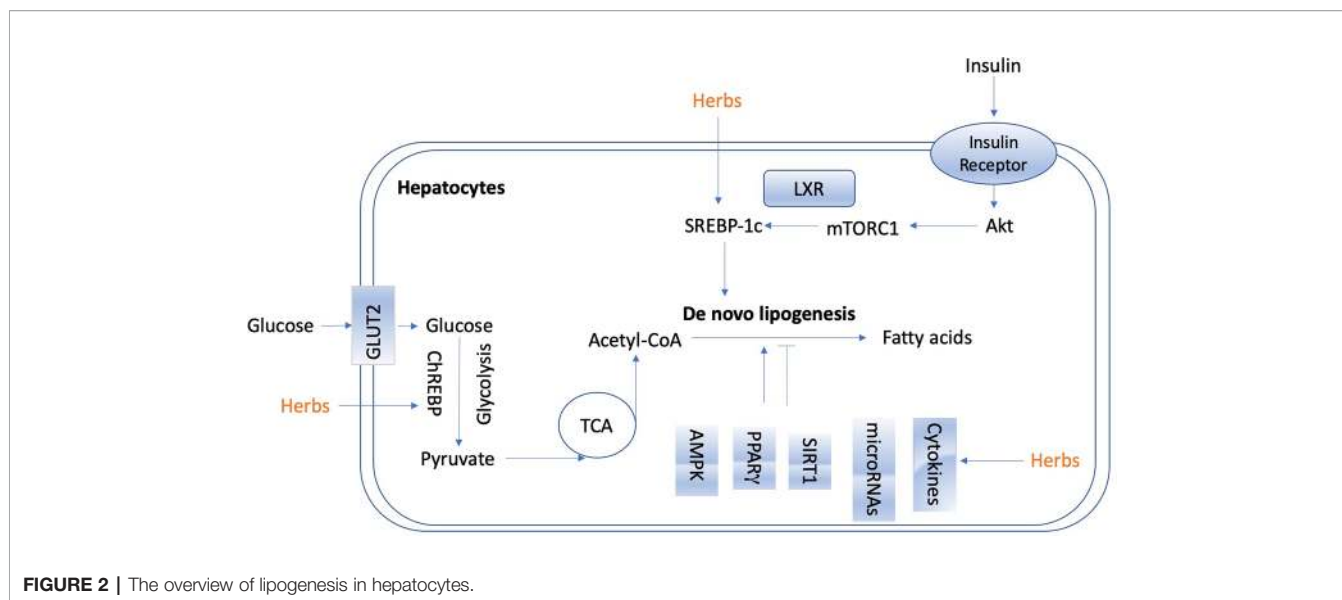 Insulin
Herbs
Insulin
Receptor
Hepatocytes
LXR
SREBP-1c
mTORC1
Akt
De novo lipogenesis
Glucose
GLUT2
Glucose
Acetyl-CoA
Fatty acids
ChREBP
Glycolysis
Herbs
TCA
Pyruvate
AMPK
PPARγ
SIRT1
microRNAs
Cytokines
Herbs
FIGURE 2 | The overview of lipogenesis in hepatocytes.